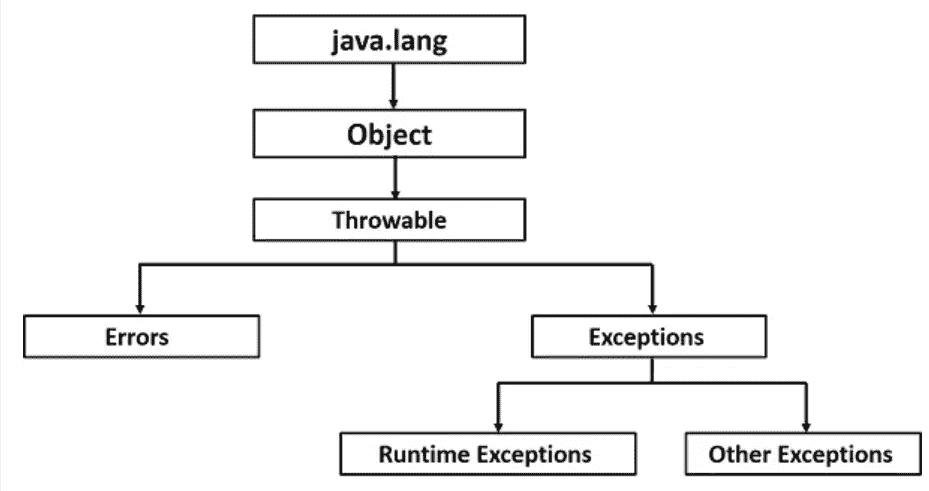 java.lang
Object
Throwable
Errors
Exceptions
Runtime Exceptions
Other Exceptions